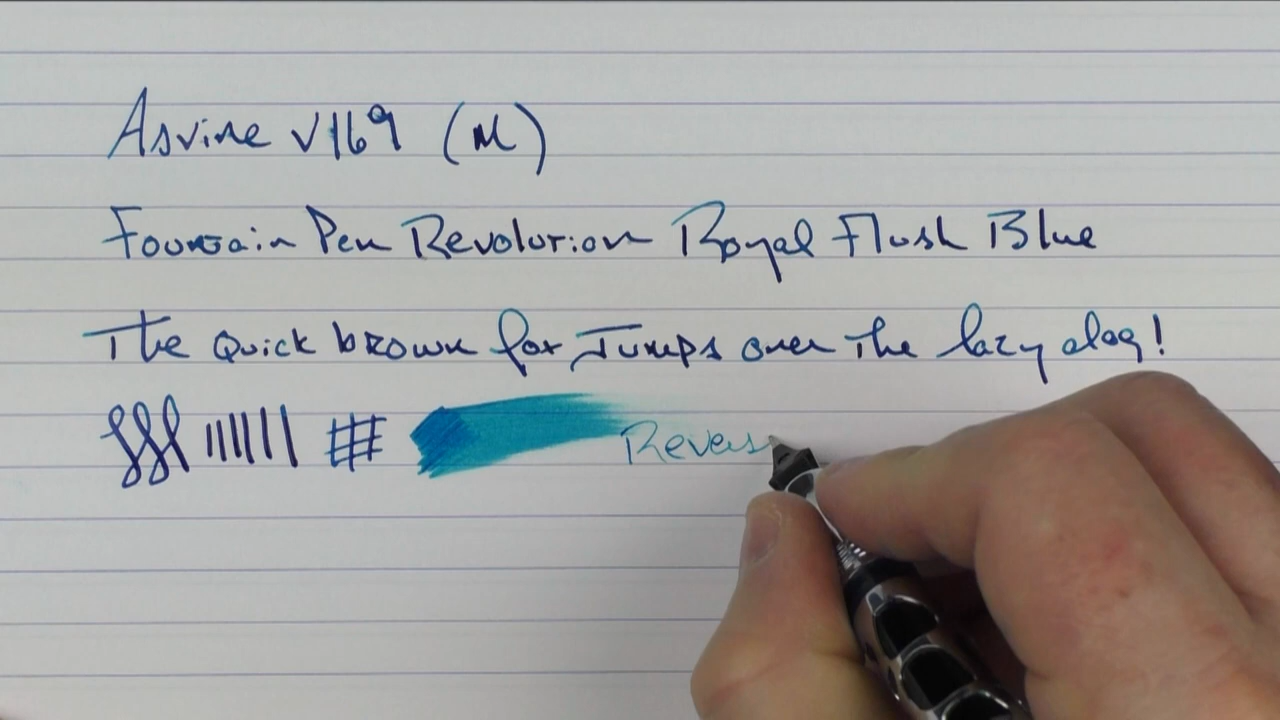 Asvine V169 (M)
Fountain Pen Revolution Royal Flush Blue
The Quick brown fox Jumps over The lazy dog!
Revers